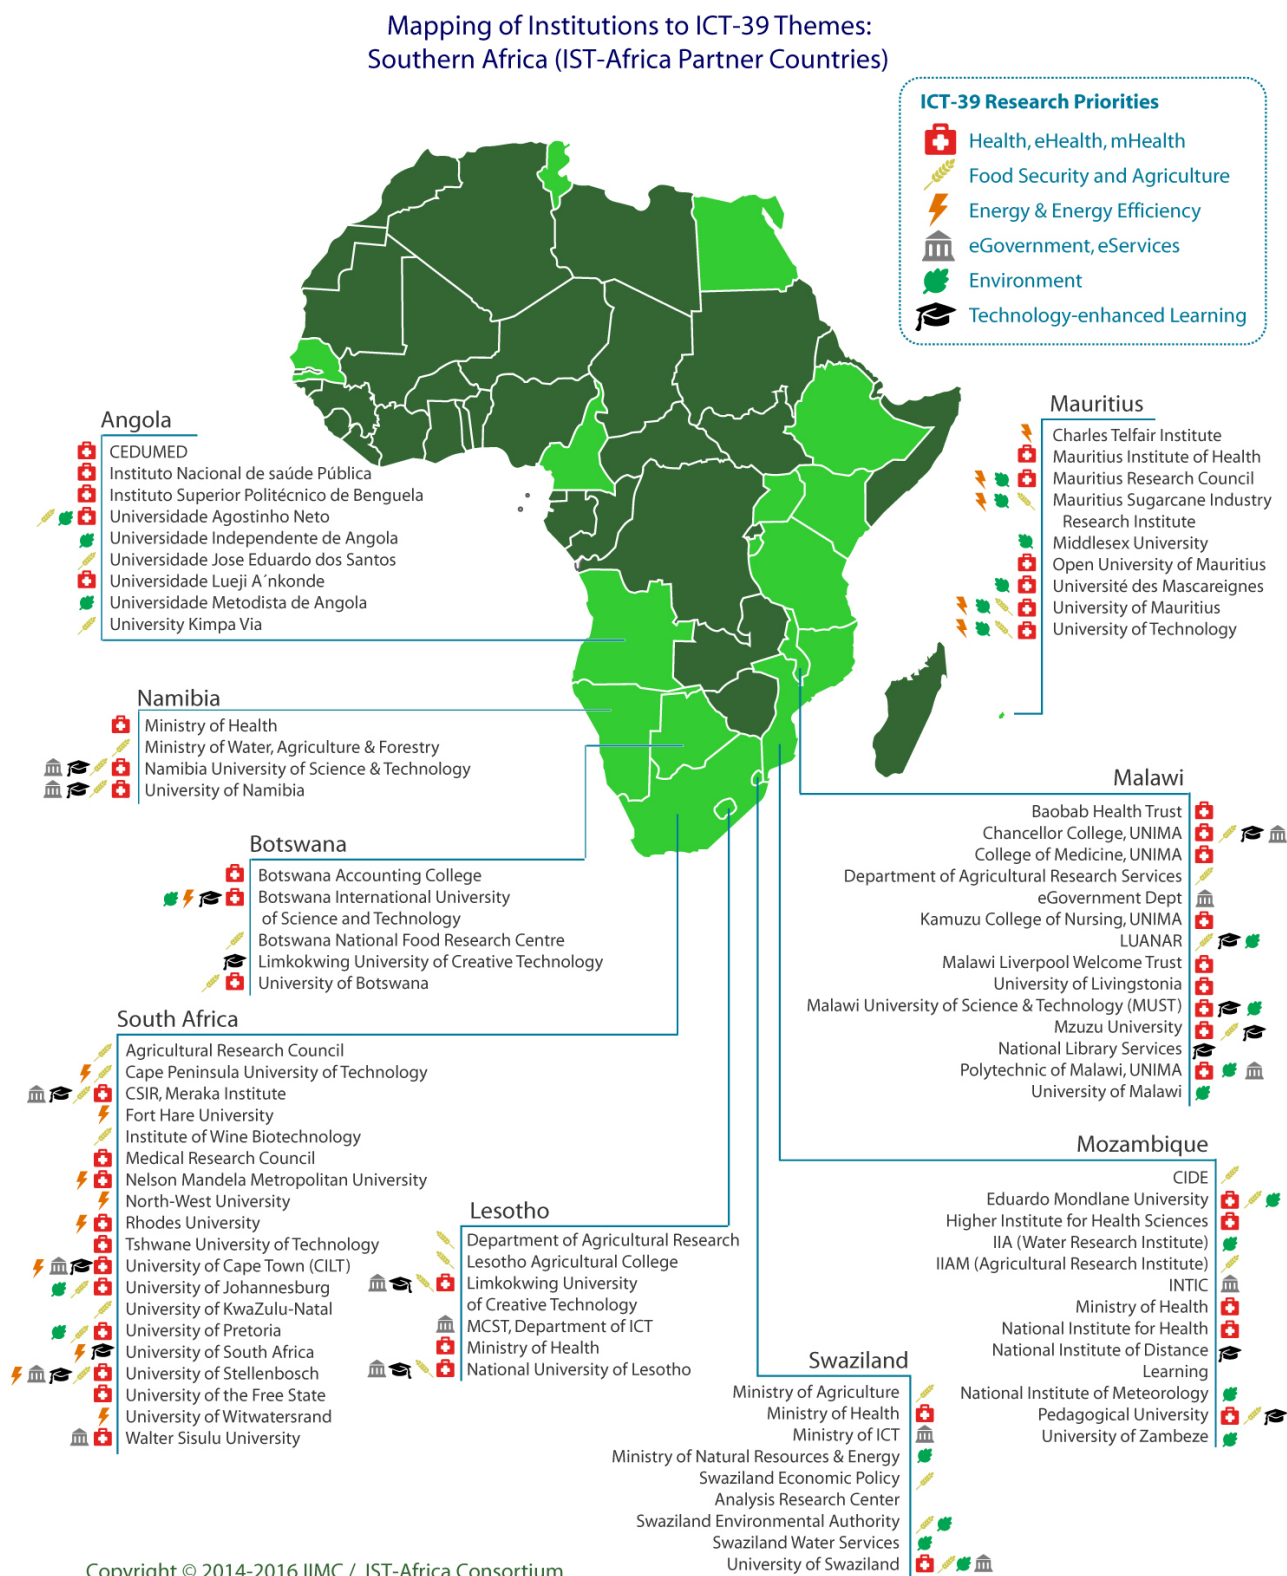 Mapping of Institutions to ICT-39 Themes:
Southern Africa (IST-Africa Partner Countries)
ICT-39 Research Priorities
Health, eHealth, mHealth
Food Security and Agriculture
Energy & Energy Efficiency
eGovernment, eServices
Environment
Technology-enhanced Learning
Angola
CEDUMED
Instituto Nacional de saúde Pública
Instituto Superior Politécnico de Benguela
Universidade Agostinho Neto
Universidade Independente de Angola
Universidade Jose Eduardo dos Santos
Universidade Lueji A´nkonde
Universidade Metodista de Angola
University Kimpa Via
Mauritius
Charles Telfair Institute
Mauritius Institute of Health
Mauritius Research Council
Mauritius Sugarcane Industry
Research Institute
Middlesex University
Open University of Mauritius
Université des Mascareignes
University of Mauritius
University of Technology
Namibia
Ministry of Health
Ministry of Water, Agriculture & Forestry
Namibia University of Science & Technology
University of Namibia
Malawi
Baobab Health Trust
Chancellor College, UNIMA
College of Medicine, UNIMA
Department of Agricultural Research Services
eGovernment Dept
Kamuzu College of Nursing, UNIMA
LUANAR
Malawi Liverpool Welcome Trust
University of Livingstonia
Malawi University of Science & Technology (MUST)
Mzuzu University
National Library Services
Polytechnic of Malawi, UNIMA
University of Malawi
Botswana
Botswana Accounting College
Botswana International University
of Science and Technology
Botswana National Food Research Centre
Limkokwing University of Creative Technology
University of Botswana
South Africa
Agricultural Research Council
Cape Peninsula University of Technology
CSIR, Meraka Institute
Fort Hare University
Institute of Wine Biotechnology
Medical Research Council
Nelson Mandela Metropolitan University
North-West University
Rhodes University
Tshwane University of Technology
University of Cape Town (CILT)
University of Johannesburg
University of KwaZulu-Natal
University of Pretoria
University of South Africa
University of Stellenbosch
University of the Free State
University of Witwatersrand
Walter Sisulu University
Lesotho
Department of Agricultural Research
Lesotho Agricultural College
Limkokwing University
of Creative Technology
MCST, Department of ICT
Ministry of Health
National University of Lesotho
Mozambique
CIDE
Eduardo Mondlane University
Higher Institute for Health Sciences
IIA (Water Research Institute)
IIAM (Agricultural Research Institute)
INTIC
Ministry of Health
National Institute for Health
National Institute of Distance
Learning
National Institute of Meteorology
Pedagogical University
University of Zambeze
Swaziland
Ministry of Agriculture
Ministry of Health
Ministry of ICT
Ministry of Natural Resources & Energy
Swaziland Economic Policy
Analysis Research Center
Swaziland Environmental Authority
Swaziland Water Services
University of Swaziland
Copyright © 2014-2016 IIMC / IST-Africa Consortium